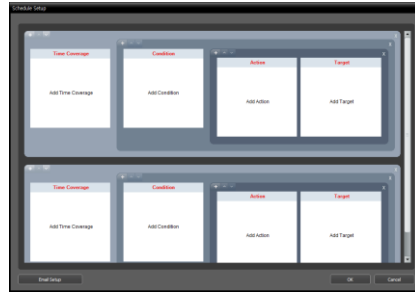 Schedule Setup
Time Coverage
Condition
Action
Target
Add Time Coverage
Add Condition
Add Action
Add Target
Time Coverage
Condition
Action
Target
Add Time Coverage
Add Condition
Add Action
Add Target
Email Setup
OK
Cancel